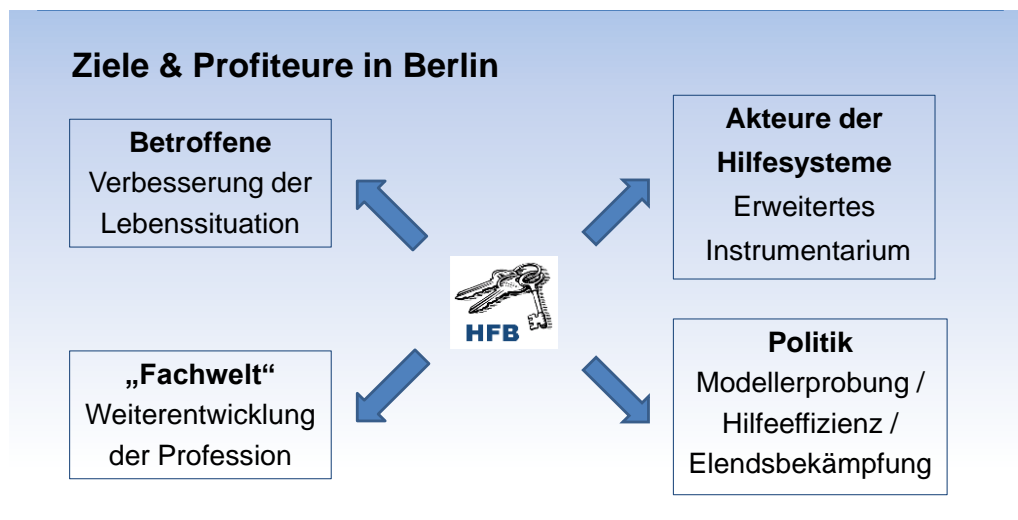 Ziele & Profiteure in Berlin
Betroffene
Verbesserung der
Lebenssituation
Akteure der
Hilfesysteme
Erweitertes
Instrumentarium
HFB
„Fachwelt“
Weiterentwicklung
der Profession
Politik
Modellerprobung /
Hilfeeffizienz /
Elendsbekämpfung